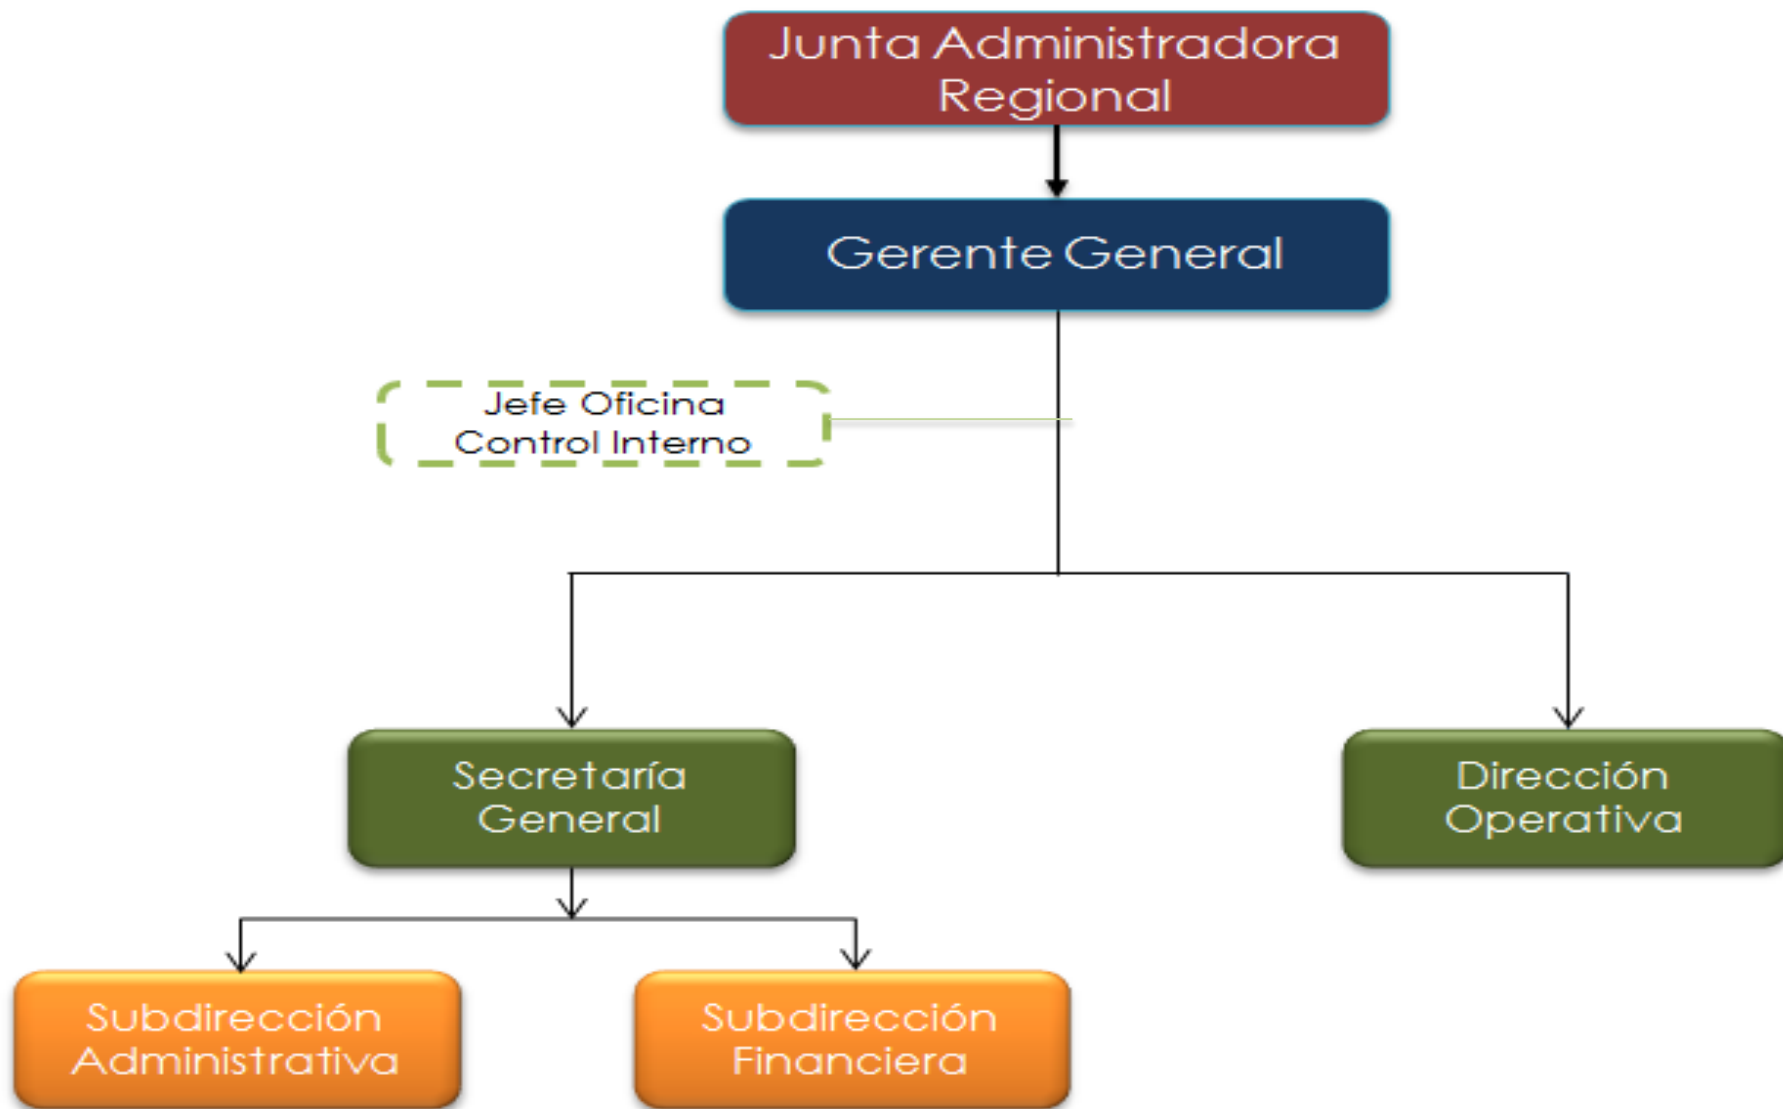 Junta Administradora
Regional
Gerente General
Jefe Oficina
Control Interno
Secretaría
General
Dirección
Operativa
Subdirección
Administrativa
Subdirección
Financiera